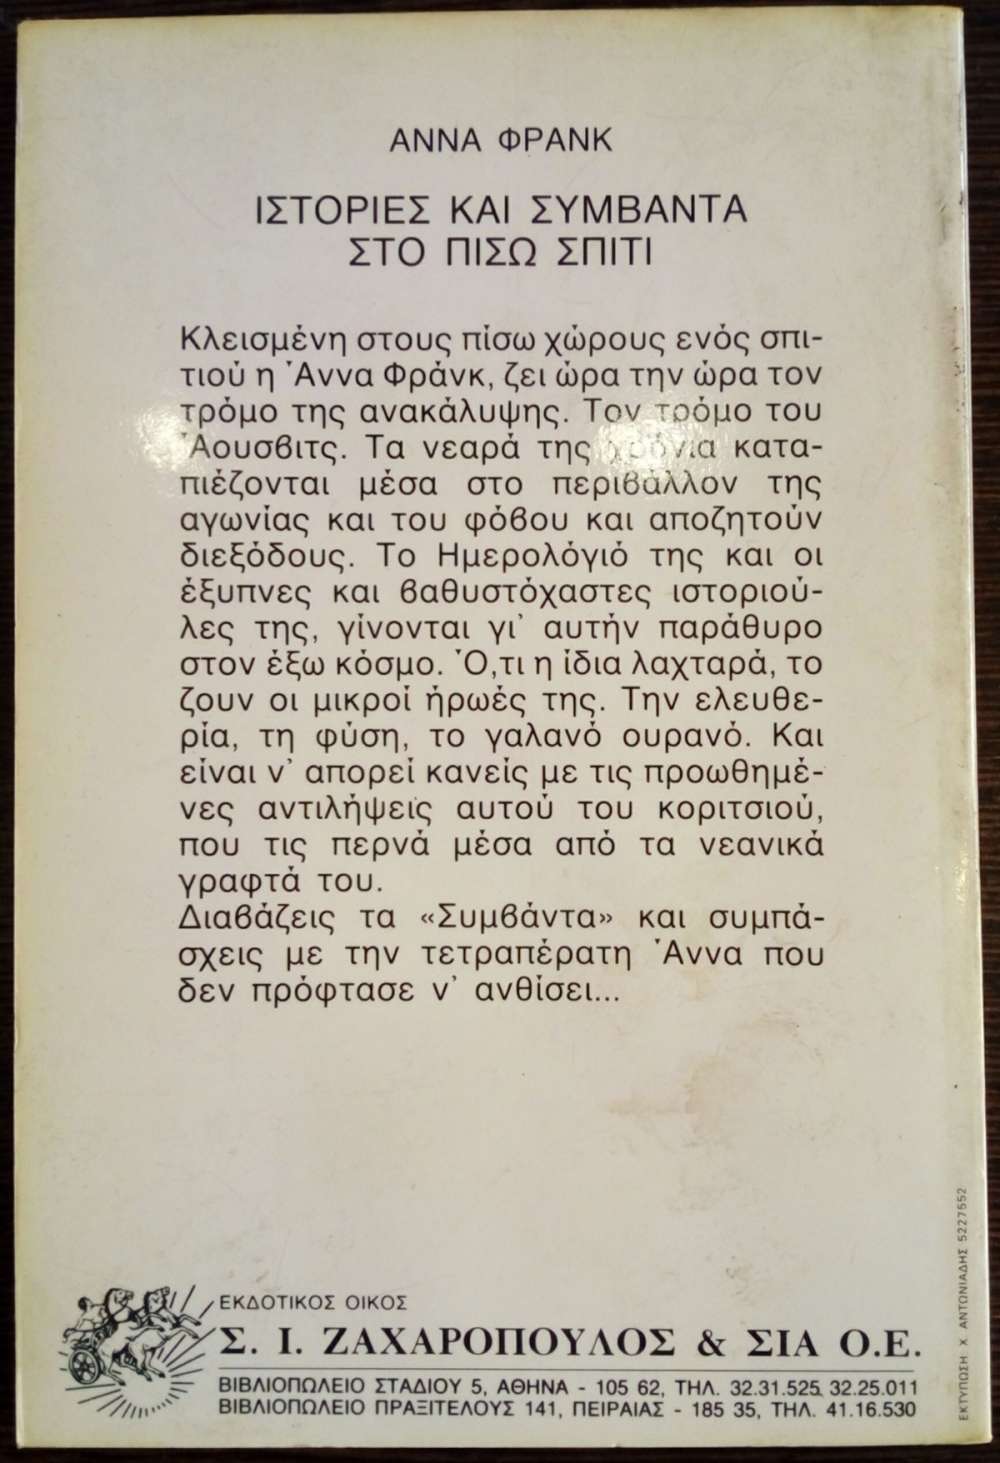 ΑΝΝΑ ΦΡΑΝΚ
ΙΣΤΟΡΙΕΣ ΚΑΙ ΣΥΜΒΑΝΤΑ
ΣΤΟ ΠΙΣΩ ΣΠΙΤΙ
Κλεισμένη στους πίσω χώρους ενός σπι-
τιού η Άννα Φράνκ, ζει ώρα την ώρα τον
τρόμο της ανακάλυψης. Τον τρόμο του
Άουσβιτς. Τα νεαρά της χρόνια κατα-
πιέζονται μέσα στο περιβάλλον της
αγωνίας και του φόβου και αποζητούν
διεξόδους. Το Ημερολόγιό της και οι
έξυπνες και βαθυστόχαστες ιστοριού-
λες της, γίνονται γι' αυτήν παράθυρο
στον έξω κόσμο. Ό,τι η ίδια λαχταρά, το
ζουν οι μικροί ήρωές της. Την ελευθε-
ρία, τη φύση, το γαλανό ουρανό. Και
είναι ν' απορεί κανείς με τις προωθημέ-
νες αντιλήψεις αυτού του κοριτσιού,
που τις περνά μέσα από τα νεανικά
γραφτά του.
Διαβάζεις τα «Συμβάντα» και συμπά-
σχεις με την τετραπέρατη Άννα που
δεν πρόφτασε ν' ανθίσει...
ΕΚΔΟΤΙΚΟΣ ΟΙΚΟΣ
Σ. Ι. ΖΑΧΑΡΟΠΟΥΛΟΣ & ΣΙΑ Ο.Ε.
ΒΙΒΛΙΟΠΩΛΕΙΟ ΣΤΑΔΙΟΥ 5, ΑΘΗΝΑ - 105 62, ΤΗΛ. 32.31.525, 32.25.011
ΒΙΒΛΙΟΠΩΛΕΙΟ ΠΡΑΞΙΤΕΛΟΥΣ 141, ΠΕΙΡΑΙΑΣ - 185 35, ΤΗΛ. 41.16.530
ΕΚΤΥΠΩΣΗ Χ ΑΝΤΩΝΙΑΔΗΣ 5227552